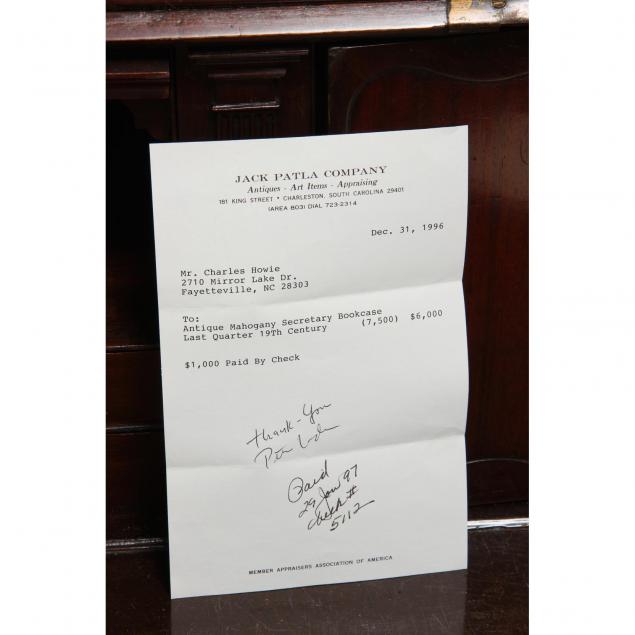 JACK PATLA COMPANY
Antiques - Art Items - Appraising
181 KING STREET * CHARLESTON, SOUTH CAROLINA 29401
(AREA 803) DIAL 723-2314
Dec. 31, 1996
Mr. Charles Howie
2710 Mirror Lake Dr.
Fayetteville, NC 28303
To:
Antique Mahogany Secretary Bookcase
Last Quarter 19Th Century (7,500) $6,000
$1,000 Paid By Check
Thank-You
Paid
29 Jan 97
Check #
5112
MEMBER APPRAISERS ASSOCIATION OF AMERICA